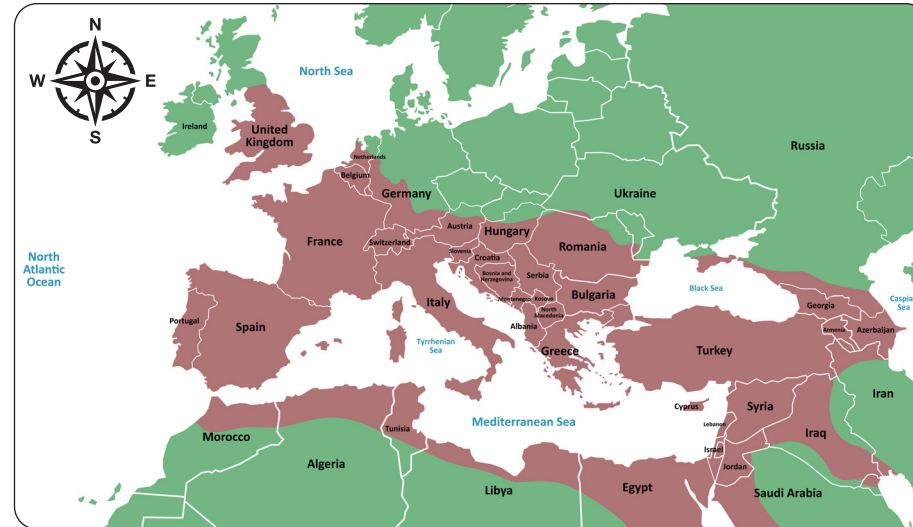 N
W
E
S
North Sea
Ireland
United
Kingdom
Russia
Netherlands
Belgium
Germany
Ukraine
Austria
Hungary
France
Switzerland
Romania
Slovenia
Croatia
North
Atlantic
Ocean
Bosnia and
Herzegovina
Serbia
Black Sea
Caspia
Sea
Italy
Montenegro
Kosovo
Bulgaria
Georgia
Portugal
Spain
North
Macedonia
Albania
Armenia
Azerbaijan
Tyrrhenian
Sea
Greece
Turkey
Iran
Cyprus
Syria
Mediterranean Sea
Lebanon
Tunisia
Iraq
Morocco
Israel
Algeria
Jordan
Libya
Egypt
Saudi Arabia